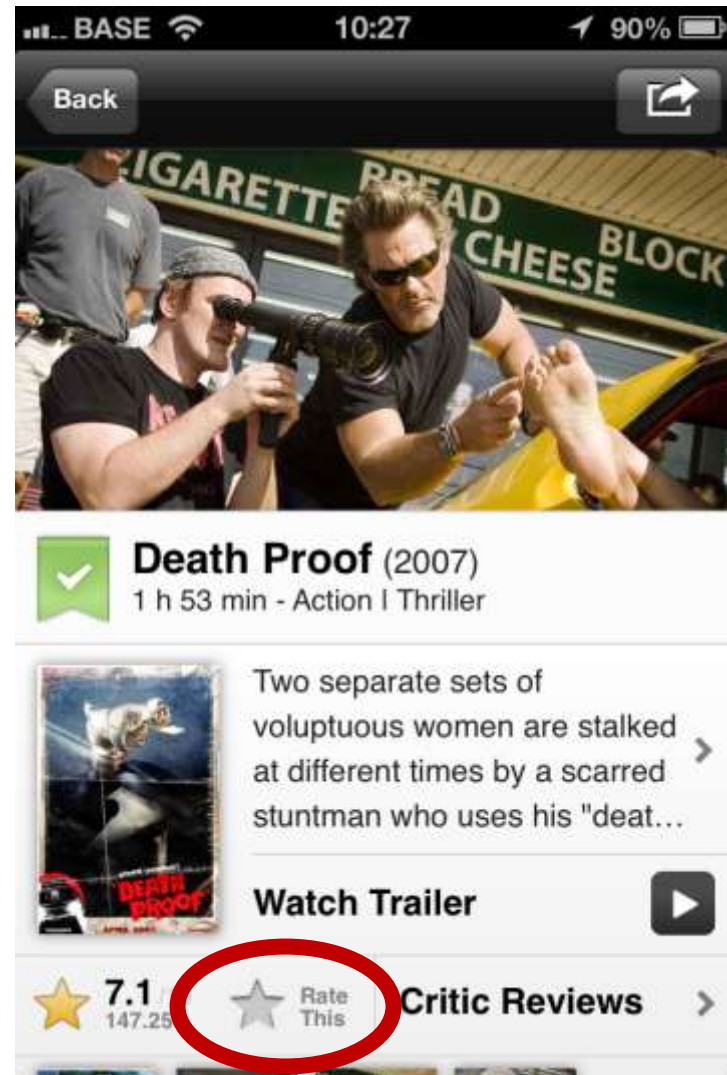 BASE 10:27 90%
Back
BREAD BLOCK
CHEESE
Death Proof (2007)
1 h 53 min - Action | Thriller
Two separate sets of
voluptuous women are stalked
at different times by a scarred
stuntman who uses his "deat...
DEATH
PROOF
Watch Trailer
7.1
Rate
This
Critic Reviews